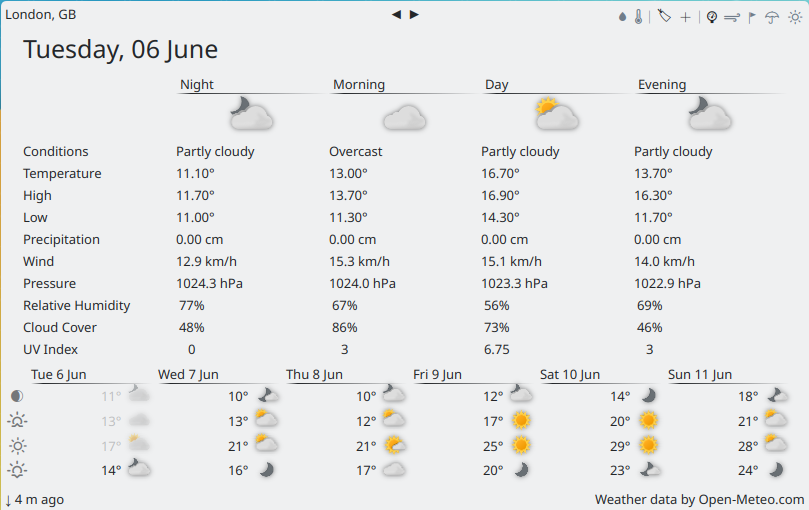 London, GB
Tuesday, 06 June
Night Morning Day Evening
Conditions Partly cloudy Overcast Partly cloudy Partly cloudy
Temperature 11.10° 13.00° 16.70° 13.70°
High 11.70° 13.70° 16.90° 16.30°
Low 11.00° 11.30° 14.30° 11.70°
Precipitation 0.00 cm 0.00 cm 0.00 cm 0.00 cm
Wind 12.9 km/h 15.3 km/h 15.1 km/h 14.0 km/h
Pressure 1024.3 hPa 1024.0 hPa 1023.3 hPa 1022.9 hPa
Relative Humidity 77% 67% 56% 69%
Cloud Cover 48% 86% 73% 46%
UV Index 0 3 6.75 3
Tue 6 Jun Wed 7 Jun Thu 8 Jun Fri 9 Jun Sat 10 Jun Sun 11 Jun
11° 10° 10° 12° 14° 18°
13° 13° 12° 17° 20° 21°
17° 21° 21° 25° 29° 28°
14° 16° 17° 20° 23° 24°
↓ 4 m ago Weather data by Open-Meteo.com